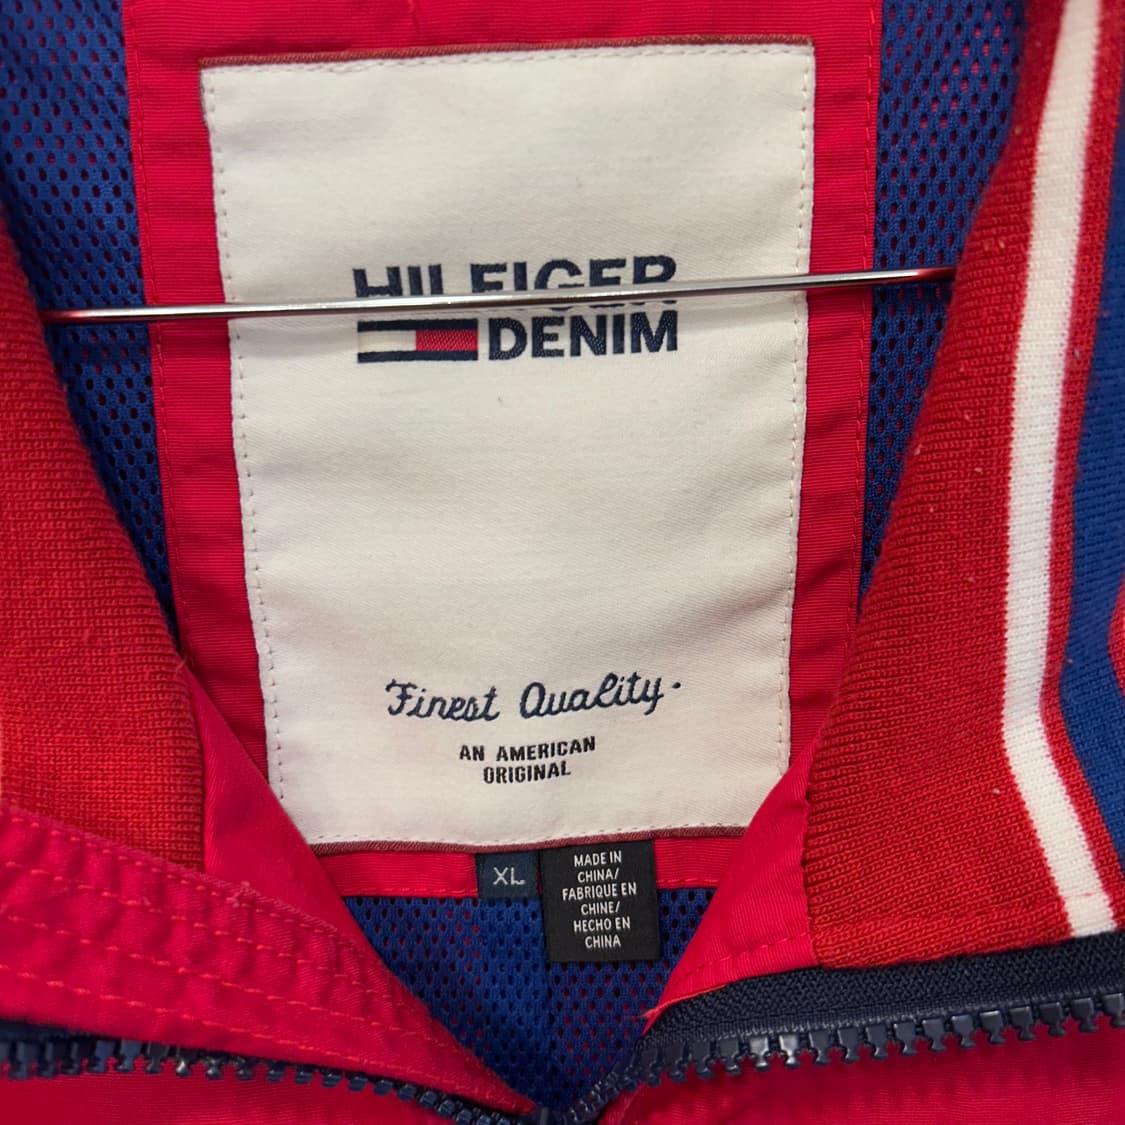 HILFIGER
DENIM
Finest Quality.
AN AMERICAN
ORIGINAL
XL
MADE IN
CHINA/
FABRIQUE EN
CHINE/
HECHO EN
CHINA